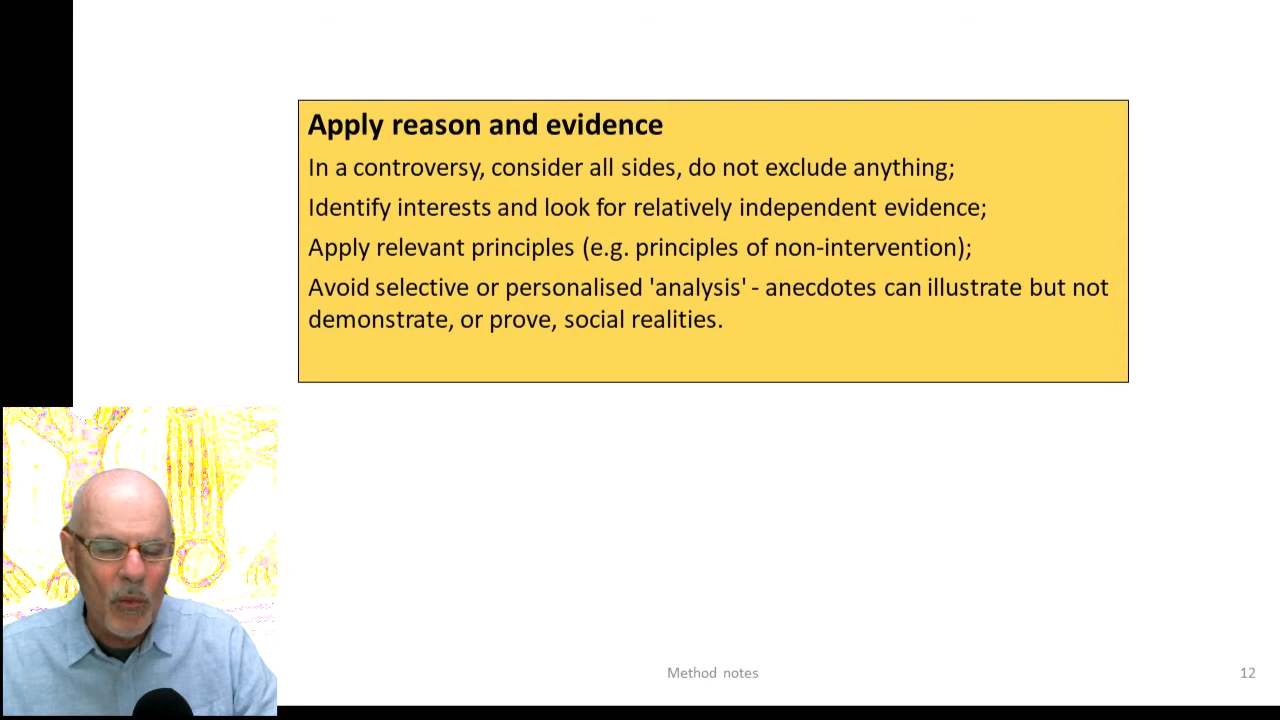 Apply reason and evidence
In a controversy, consider all sides, do not exclude anything;
Identify interests and look for relatively independent evidence;
Apply relevant principles (e.g. principles of non-intervention);
Avoid selective or personalised 'analysis' - anecdotes can illustrate but not
demonstrate, or prove, social realities.
Method notes
12